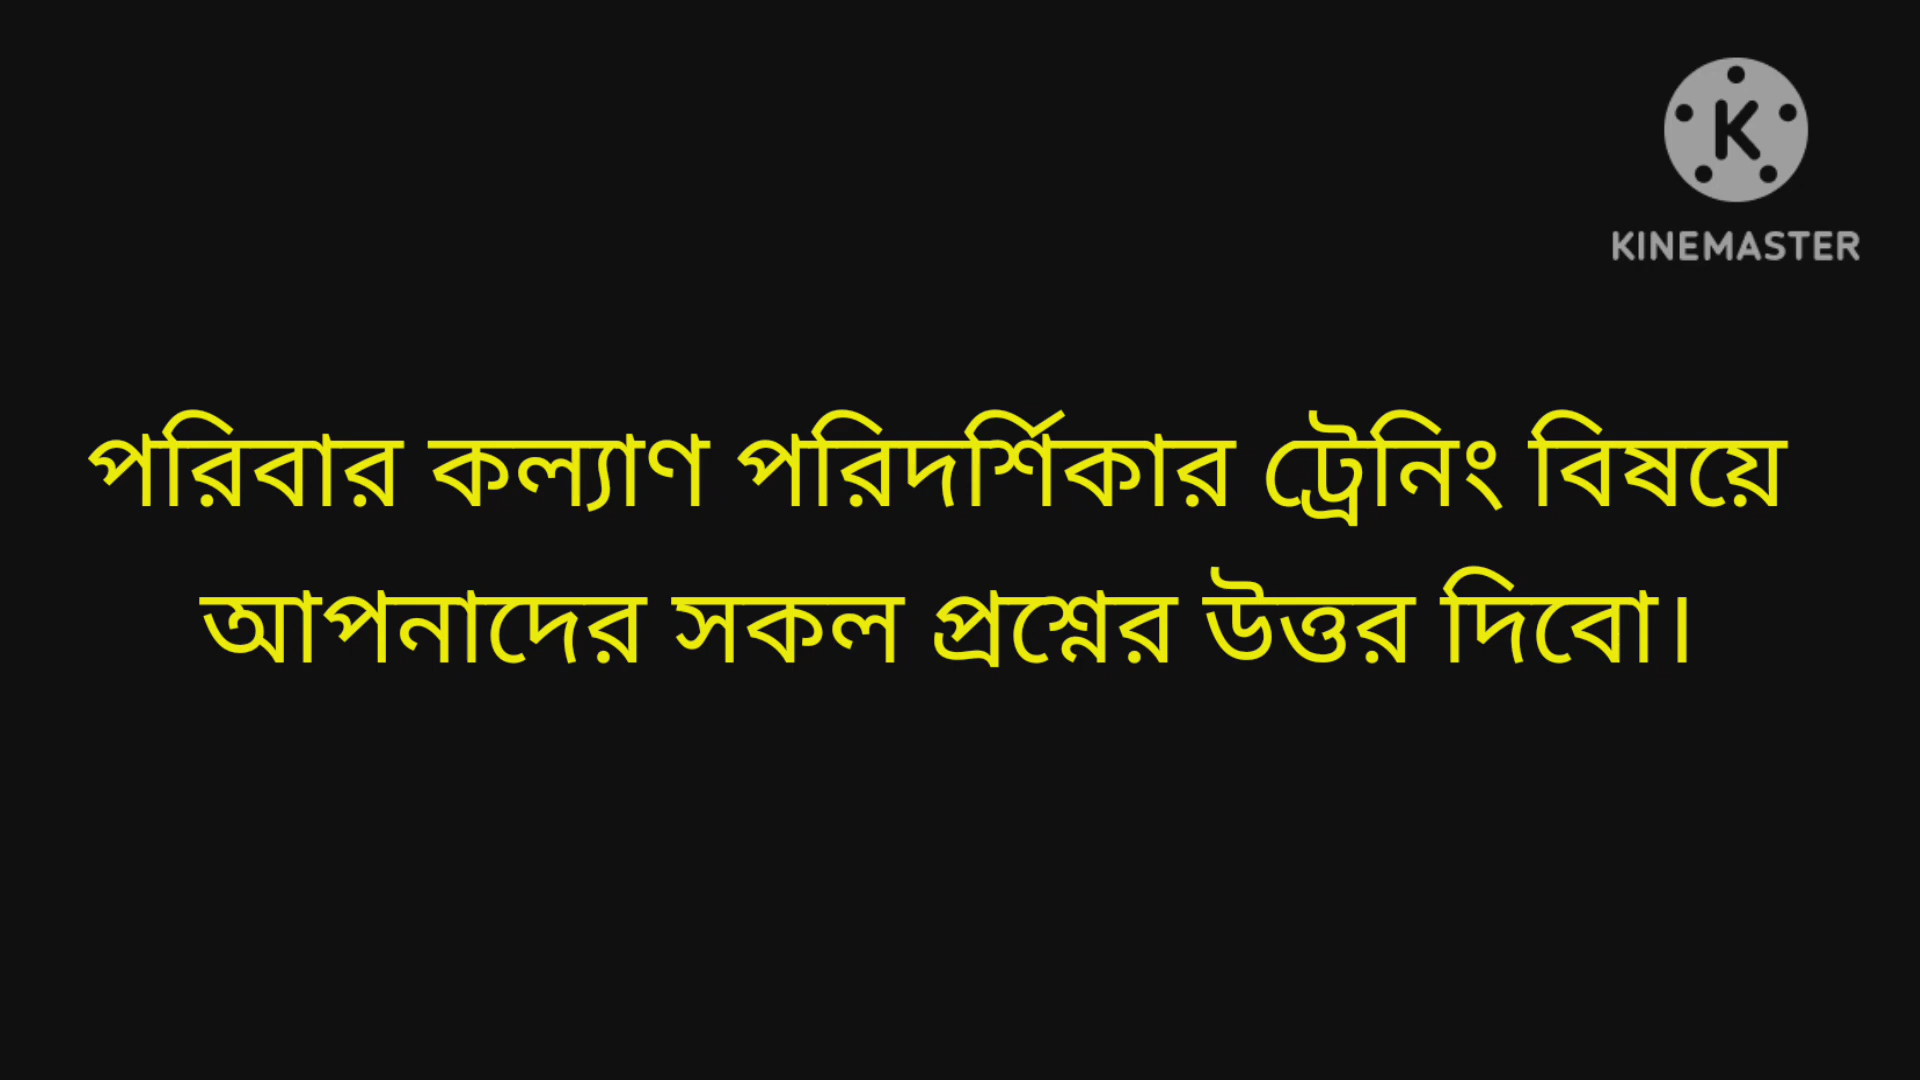 KINEMASTER
পরিবার কল্যাণ পরিদর্শিকার ট্রেনিং বিষয়ে
আপনাদের সকল প্রশ্নের উত্তর দিবো।